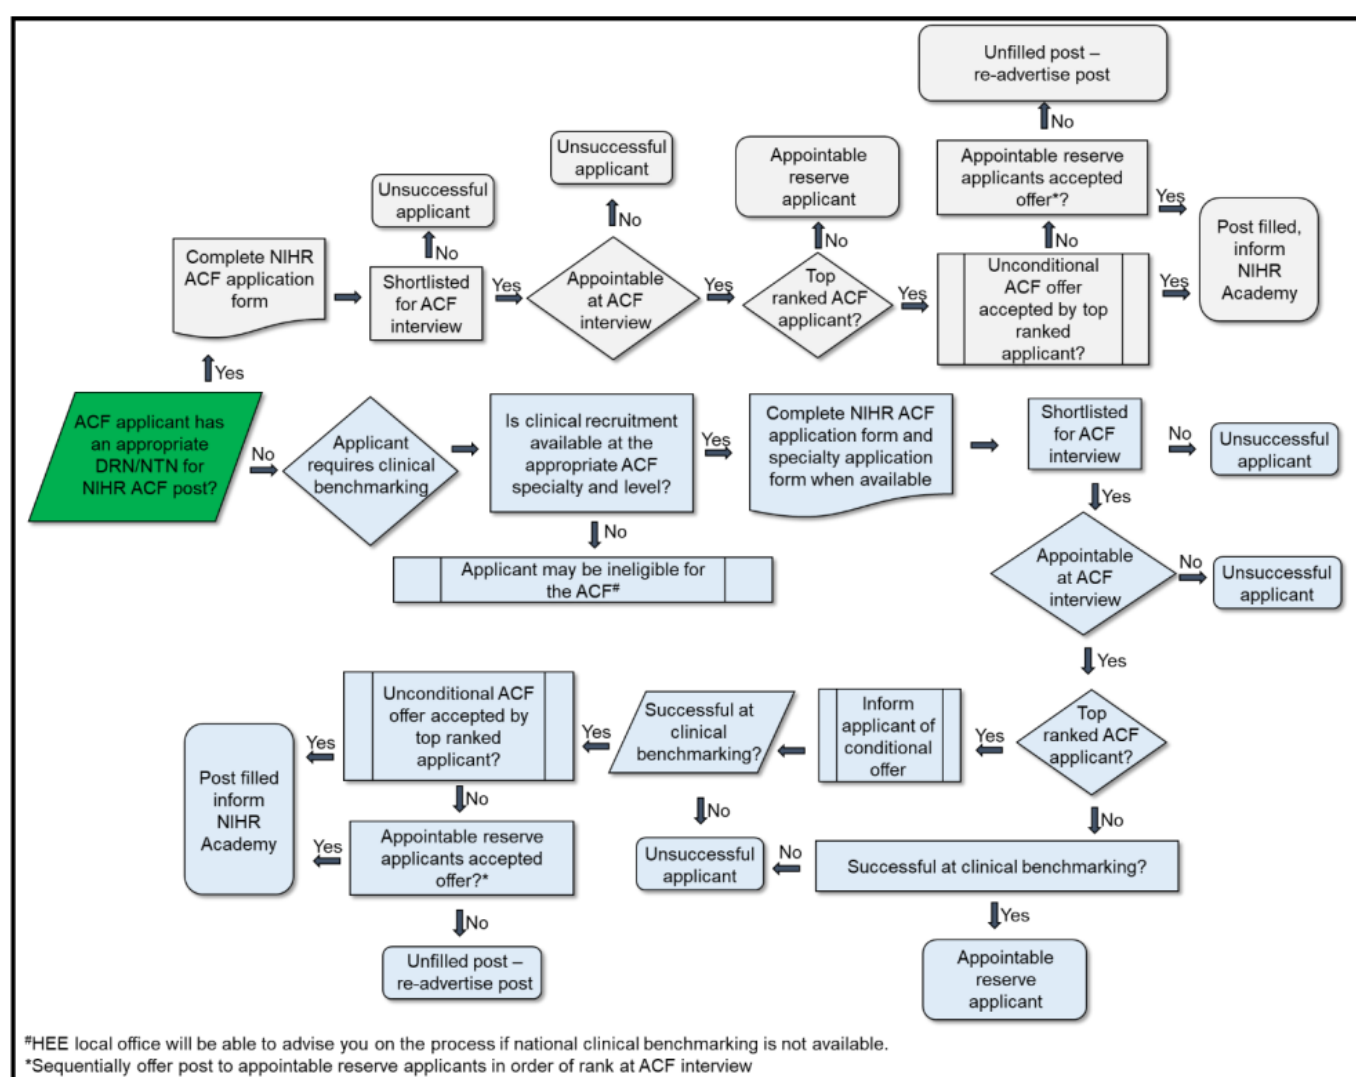 Unfilled post –
re-advertise post
No
Unsuccessful
applicant
Appointable
reserve
applicant
Appointable reserve
applicants accepted
offer*?
Yes
Unsuccessful
applicant
No
No
No
No
Post filled,
inform
NIHR
Academy
Complete NIHR
ACF application
form
Shortlisted
for ACF
interview
Yes
Appointable
at ACF
interview
Yes
Top
ranked ACF
applicant?
Yes
Unconditional
ACF offer
accepted by top
ranked
applicant?
Yes
Yes
ACF applicant has
an appropriate
DRN/NTN for
NIHR ACF post?
No
Applicant
requires clinical
benchmarking
Is clinical recruitment
available at the
appropriate ACF
specialty and level?
Yes
Complete NIHR ACF
application form and
specialty application
form when available
Shortlisted
for ACF
interview
No
Unsuccessful
applicant
No
Yes
Applicant may be ineligible for
the ACF#
Appointable
at ACF
interview
No
Unsuccessful
applicant
Yes
Top
ranked ACF
applicant?
Yes
Inform
applicant of
conditional
offer
Successful at
clinical
benchmarking?
Yes
Unconditional ACF
offer accepted by
top ranked
applicant?
Yes
Post filled
inform
NIHR
Academy
No
No
No
Appointable reserve
applicants accepted
offer?*
Yes
Unsuccessful
applicant
No
Successful at clinical benchmarking?
No
Yes
Unfilled post –
re-advertise post
Appointable
reserve
applicant
#HEE local office will be able to advise you on the process if national clinical benchmarking is not available.
*Sequentially offer post to appointable reserve applicants in order of rank at ACF interview